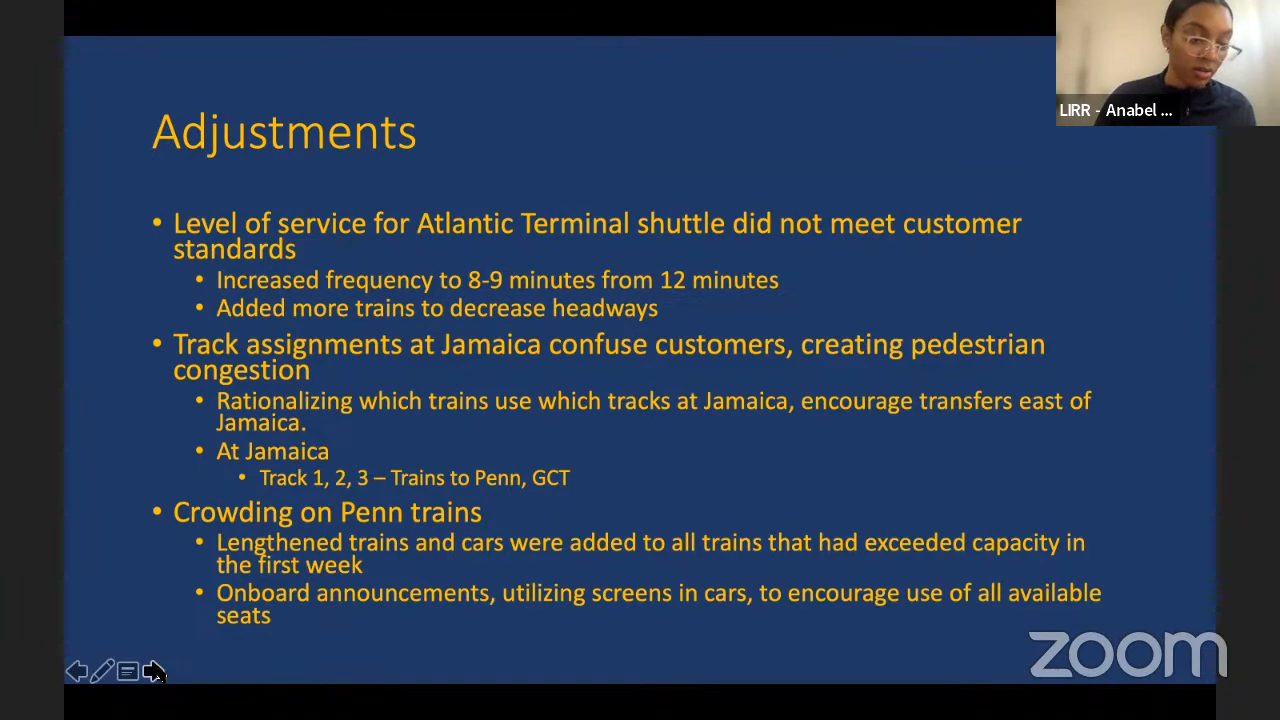 LIRR - Anabel ...
Adjustments
• Level of service for Atlantic Terminal shuttle did not meet customer
standards
• Increased frequency to 8-9 minutes from 12 minutes
• Added more trains to decrease headways
• Track assignments at Jamaica confuse customers, creating pedestrian
congestion
• Rationalizing which trains use which tracks at Jamaica, encourage transfers east of
Jamaica.
• At Jamaica
• Track 1, 2, 3 – Trains to Penn, GCT
• Crowding on Penn trains
• Lengthened trains and cars were added to all trains that had exceeded capacity in
the first week
• Onboard announcements, utilizing screens in cars, to encourage use of all available
seats
zoom